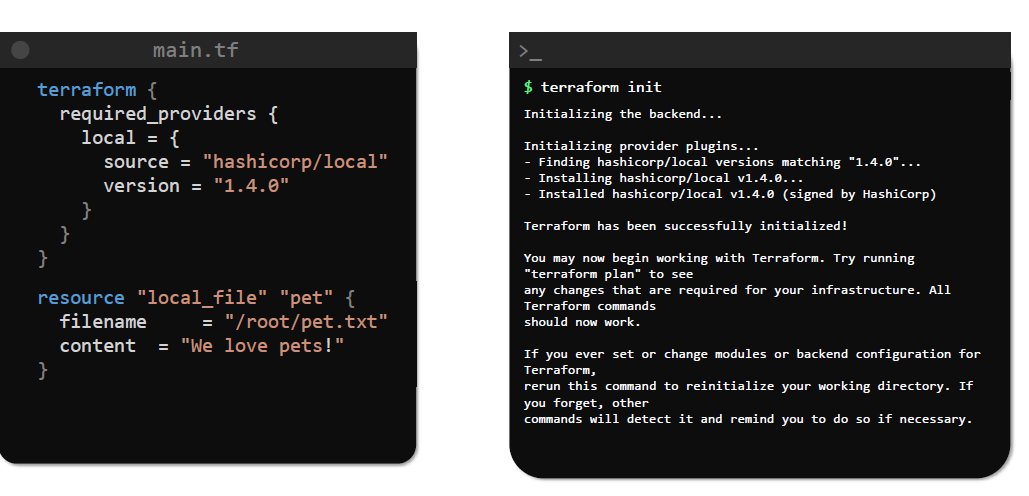 main.tf
terraform {
  required_providers {
    local = {
      source = "hashicorp/local"
      version = "1.4.0"
    }
  }
}
resource "local_file" "pet" {
  filename     = "/root/pet.txt"
  content  = "We love pets!"
}
>_
$ terraform init
Initializing the backend...
Initializing provider plugins...
- Finding hashicorp/local versions matching "1.4.0"...
- Installing hashicorp/local v1.4.0...
- Installed hashicorp/local v1.4.0 (signed by HashiCorp)
Terraform has been successfully initialized!
You may now begin working with Terraform. Try running
"terraform plan" to see
any changes that are required for your infrastructure. All
Terraform commands
should now work.
If you ever set or change modules or backend configuration for
Terraform,
rerun this command to reinitialize your working directory. If
you forget, other
commands will detect it and remind you to do so if necessary.